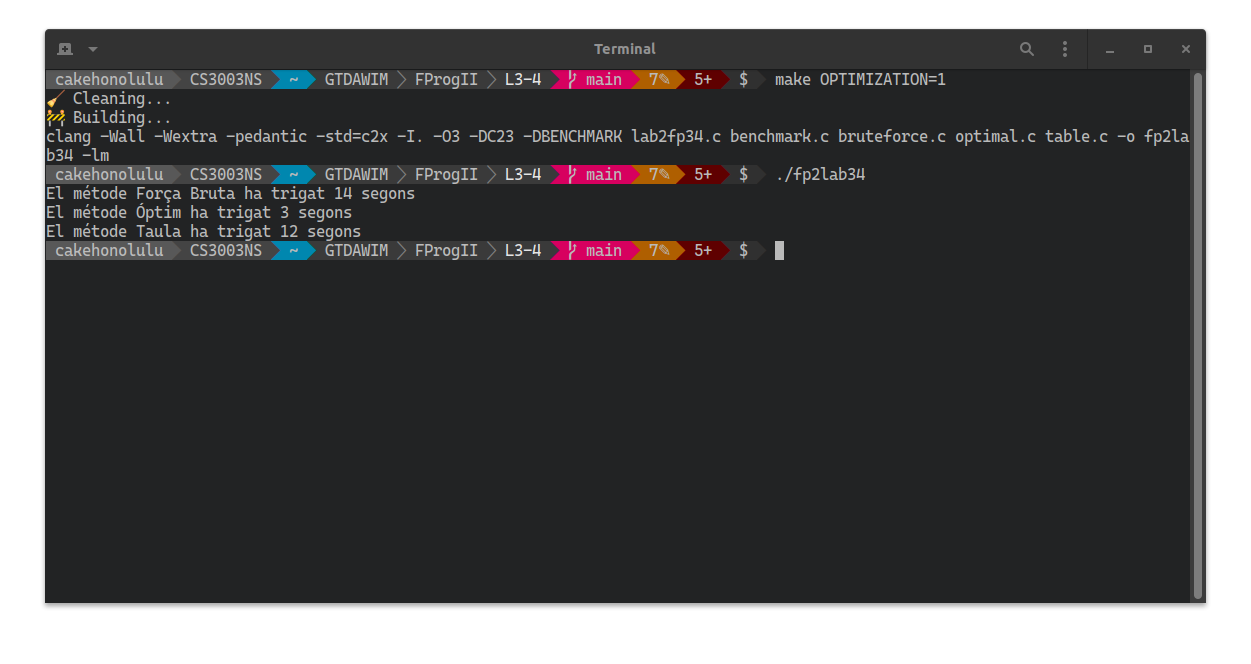 Terminal
cakehonolulu CS3003NS ~ GTDAWIM FProgII L3-4 main 7✎ 5+ $ make OPTIMIZATION=1
🧹 Cleaning...
🚧 Building...
clang -Wall -Wextra -pedantic -std=c2x -I. -O3 -DC23 -DBENCHMARK lab2fp34.c benchmark.c bruteforce.c optimal.c table.c -o fp2la
b34 -lm
cakehonolulu CS3003NS ~ GTDAWIM FProgII L3-4 main 7✎ 5+ $ ./fp2lab34
El métode Força Bruta ha trigat 14 segons
El métode Óptim ha trigat 3 segons
El métode Taula ha trigat 12 segons
cakehonolulu CS3003NS ~ GTDAWIM FProgII L3-4 main 7✎ 5+ $